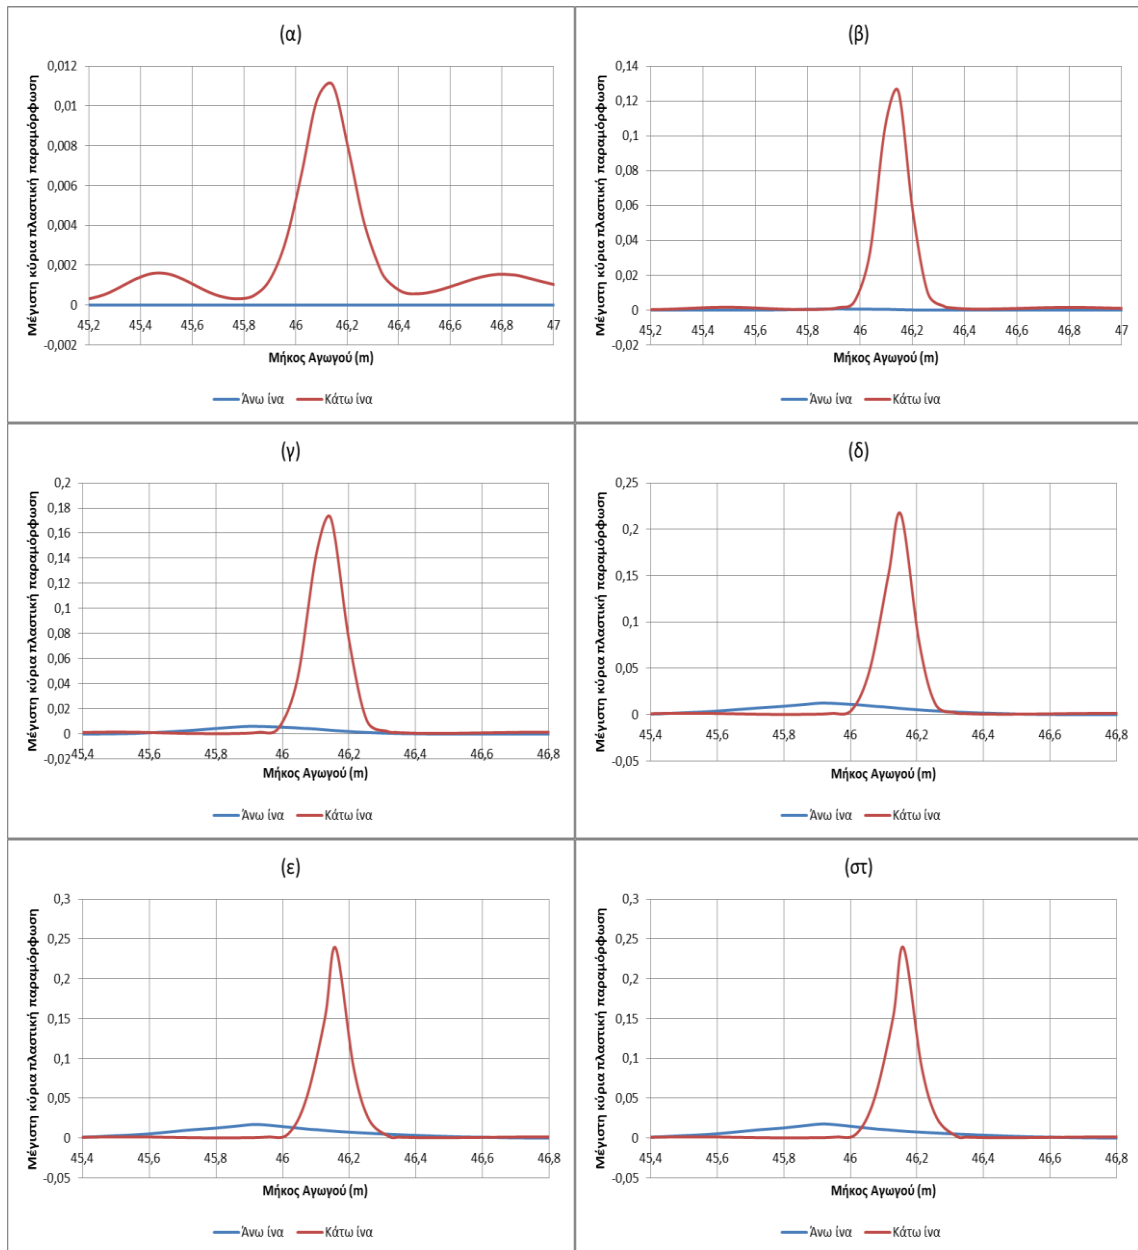 (α)
Μέγιστη κύρια πλαστική παραμόρφωση
0,012
0,01
0,008
0,006
0,004
0,002
0
-0,002
45,2 45,4 45,6 45,8 46 46,2 46,4 46,6 46,8 47
Μήκος Αγωγού (m)
Άνω ίνα Κάτω ίνα
(β)
Μέγιστη κύρια πλαστική παραμόρφωση
0,14
0,12
0,1
0,08
0,06
0,04
0,02
0
-0,02
45,2 45,4 45,6 45,8 46 46,2 46,4 46,6 46,8 47
Μήκος Αγωγού (m)
Άνω ίνα Κάτω ίνα
(γ)
Μέγιστη κύρια πλαστική παραμόρφωση
0,2
0,18
0,16
0,14
0,12
0,1
0,08
0,06
0,04
0,02
0
-0,02
45,4 45,6 45,8 46 46,2 46,4 46,6 46,8
Μήκος Αγωγού (m)
Άνω ίνα Κάτω ίνα
(δ)
Μέγιστη κύρια πλαστική παραμόρφωση
0,25
0,2
0,15
0,1
0,05
0
-0,05
45,4 45,6 45,8 46 46,2 46,4 46,6 46,8
Μήκος Αγωγού (m)
Άνω ίνα Κάτω ίνα
(ε)
Μέγιστη κύρια πλαστική παραμόρφωση
0,3
0,25
0,2
0,15
0,1
0,05
0
-0,05
45,4 45,6 45,8 46 46,2 46,4 46,6 46,8
Μήκος Αγωγού (m)
Άνω ίνα Κάτω ίνα
(στ)
Μέγιστη κύρια πλαστική παραμόρφωση
0,3
0,25
0,2
0,15
0,1
0,05
0
-0,05
45,4 45,6 45,8 46 46,2 46,4 46,6 46,8
Μήκος Αγωγού (m)
Άνω ίνα Κάτω ίνα